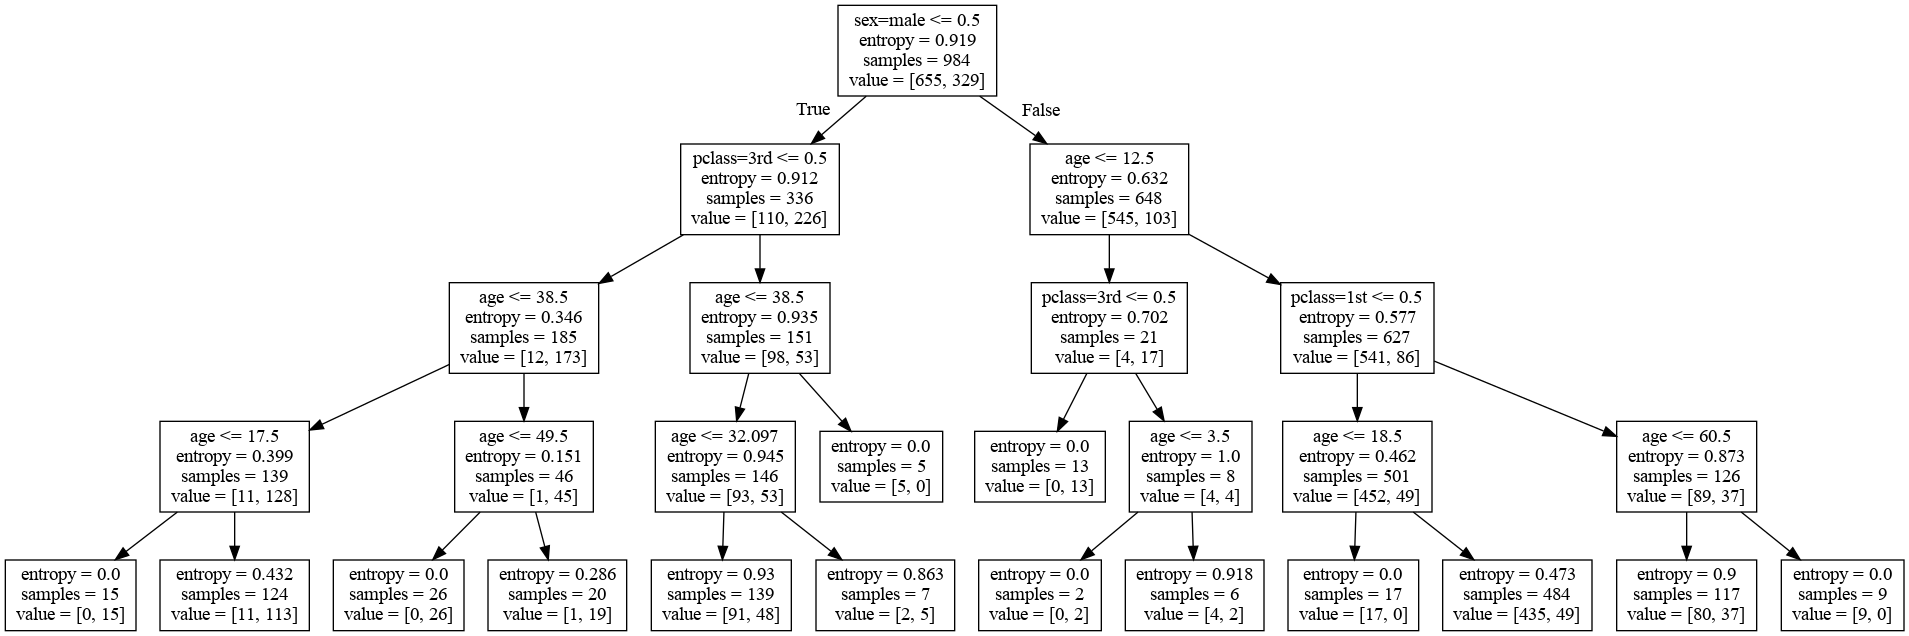 sex=male <= 0.5
entropy = 0.919
samples = 984
value = [655, 329]
True
False
pclass=3rd <= 0.5
entropy = 0.912
samples = 336
value = [110, 226]
age <= 12.5
entropy = 0.632
samples = 648
value = [545, 103]
age <= 38.5
entropy = 0.346
samples = 185
value = [12, 173]
age <= 38.5
entropy = 0.935
samples = 151
value = [98, 53]
pclass=3rd <= 0.5
entropy = 0.702
samples = 21
value = [4, 17]
pclass=1st <= 0.5
entropy = 0.577
samples = 627
value = [541, 86]
age <= 17.5
entropy = 0.399
samples = 139
value = [11, 128]
age <= 49.5
entropy = 0.151
samples = 46
value = [1, 45]
age <= 32.097
entropy = 0.945
samples = 146
value = [93, 53]
entropy = 0.0
samples = 5
value = [5, 0]
entropy = 0.0
samples = 13
value = [0, 13]
age <= 3.5
entropy = 1.0
samples = 8
value = [4, 4]
age <= 18.5
entropy = 0.462
samples = 501
value = [452, 49]
age <= 60.5
entropy = 0.873
samples = 126
value = [89, 37]
entropy = 0.0
samples = 15
value = [0, 15]
entropy = 0.432
samples = 124
value = [11, 113]
entropy = 0.0
samples = 26
value = [0, 26]
entropy = 0.286
samples = 20
value = [1, 19]
entropy = 0.93
samples = 139
value = [91, 48]
entropy = 0.863
samples = 7
value = [2, 5]
entropy = 0.0
samples = 2
value = [0, 2]
entropy = 0.918
samples = 6
value = [4, 2]
entropy = 0.0
samples = 17
value = [17, 0]
entropy = 0.473
samples = 484
value = [435, 49]
entropy = 0.9
samples = 117
value = [80, 37]
entropy = 0.0
samples = 9
value = [9, 0]